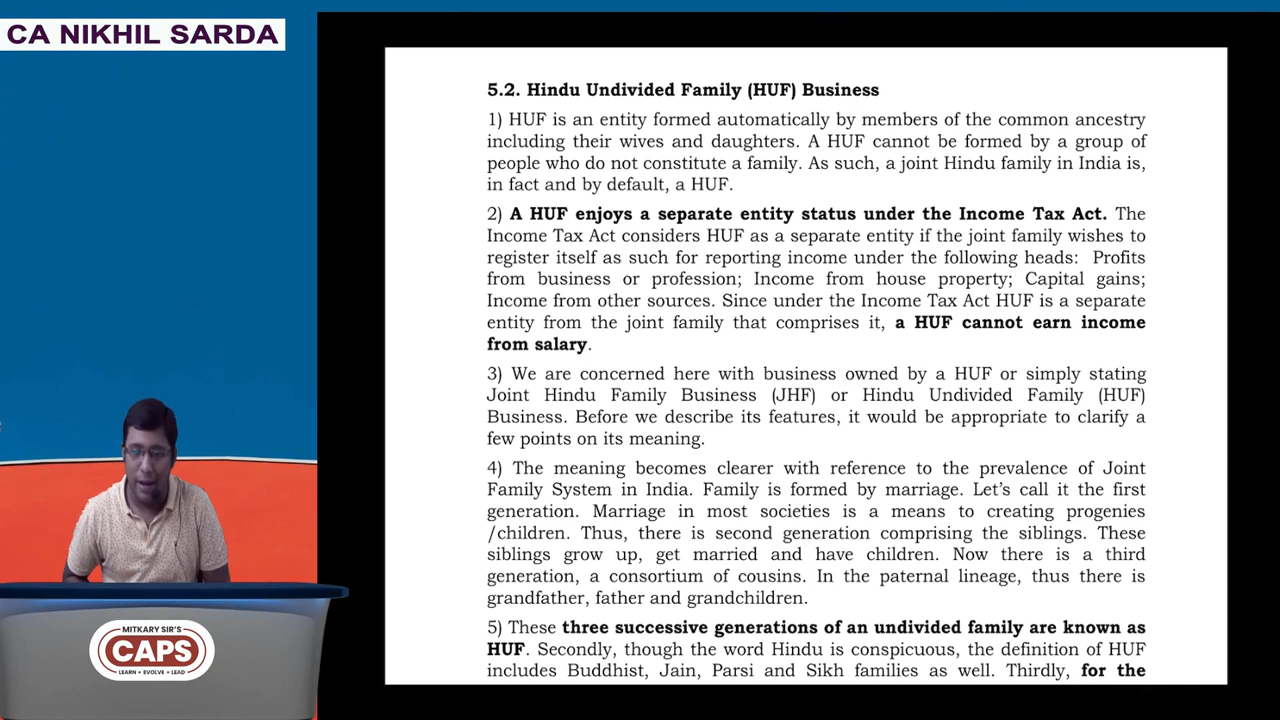 CA NIKHIL SARDA
5.2. Hindu Undivided Family (HUF) Business
1) HUF is an entity formed automatically by members of the common ancestry
including their wives and daughters. A HUF cannot be formed by a group of
people who do not constitute a family. As such, a joint Hindu family in India is,
in fact and by default, a HUF.
2) A HUF enjoys a separate entity status under the Income Tax Act. The
Income Tax Act considers HUF as a separate entity if the joint family wishes to
register itself as such for reporting income under the following heads: Profits
from business or profession; Income from house property; Capital gains;
Income from other sources. Since under the Income Tax Act HUF is a separate
entity from the joint family that comprises it, a HUF cannot earn income
from salary.
3) We are concerned here with business owned by a HUF or simply stating
Joint Hindu Family Business (JHF) or Hindu Undivided Family (HUF)
Business. Before we describe its features, it would be appropriate to clarify a
few points on its meaning.
4) The meaning becomes clearer with reference to the prevalence of Joint
Family System in India. Family is formed by marriage. Let's call it the first
generation. Marriage in most societies is a means to creating progenies
/children. Thus, there is second generation comprising the siblings. These
siblings grow up, get married and have children. Now there is a third
generation, a consortium of cousins. In the paternal lineage, thus there is
grandfather, father and grandchildren.
5) These three successive generations of an undivided family are known as
HUF. Secondly, though the word Hindu is conspicuous, the definition of HUF
includes Buddhist, Jain, Parsi and Sikh families as well. Thirdly, for the
MITKARY SIR'S
CAPS
LEARN • EVOLVE • LEAD